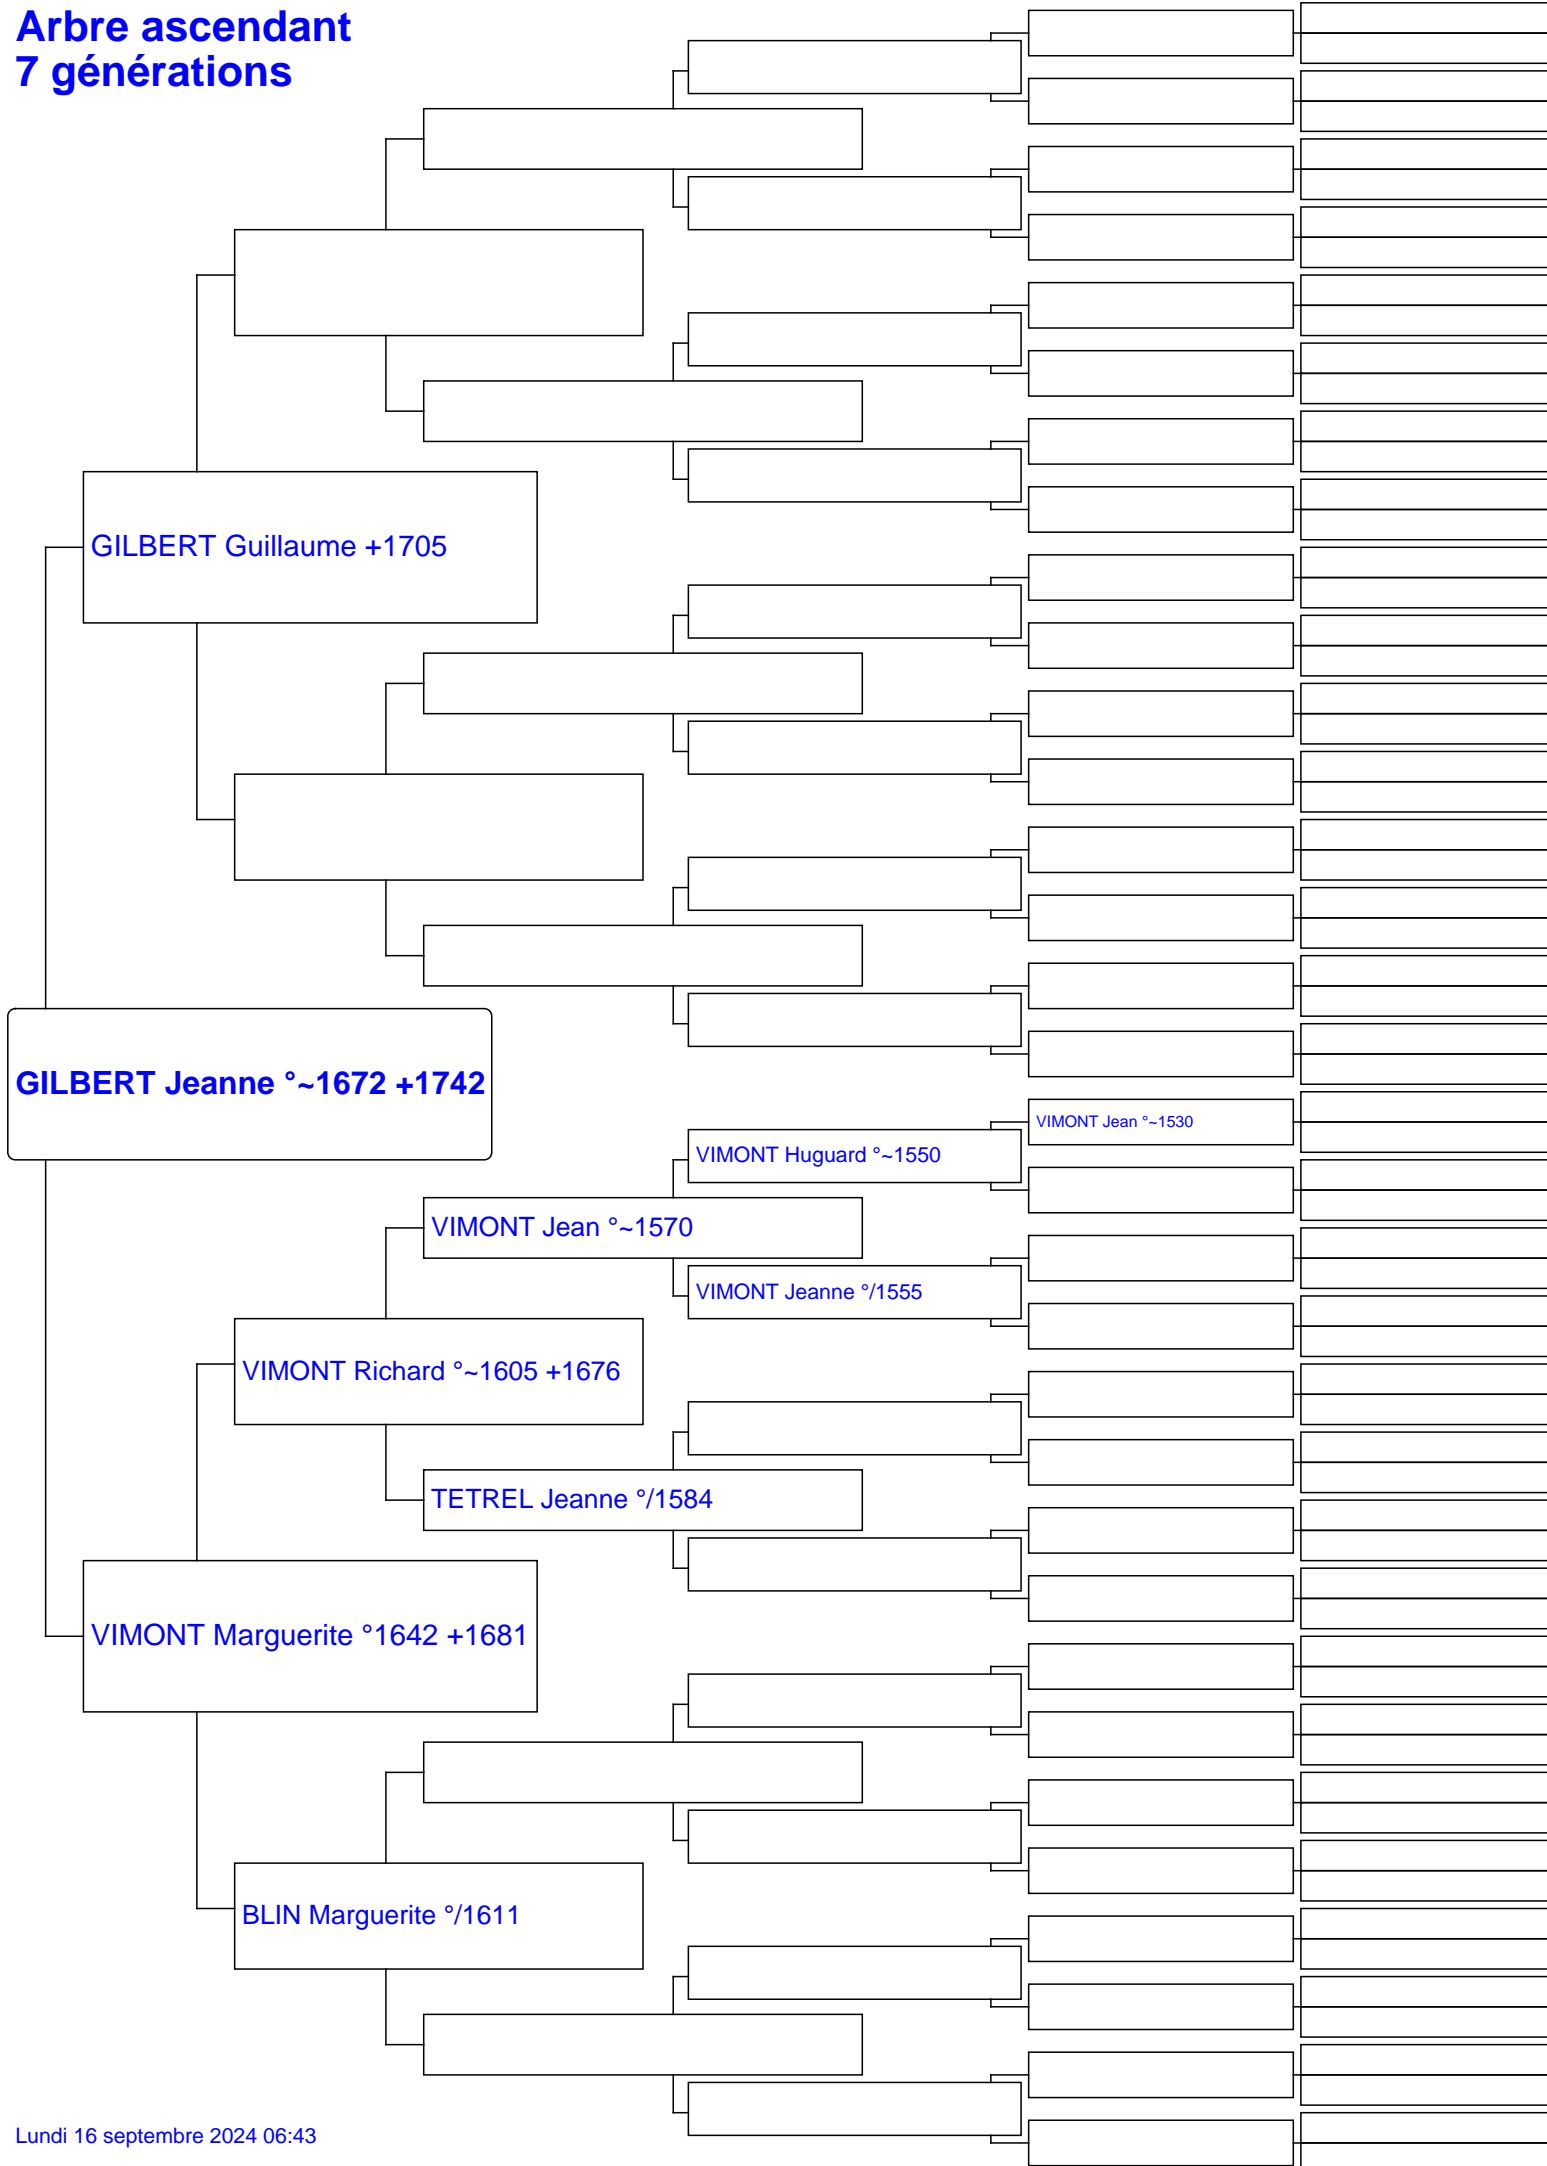 Arbre ascendant
7 générations
GILBERT Guillaume +1705
GILBERT Jeanne °~1672 +1742
VIMONT Jean °~1530
VIMONT Huguard °~1550
VIMONT Jean °~1570
VIMONT Jeanne °/1555
VIMONT Richard °~1605 +1676
TETREL Jeanne °/1584
VIMONT Marguerite °1642 +1681
BLIN Marguerite °/1611
Lundi 16 septembre 2024 06:43